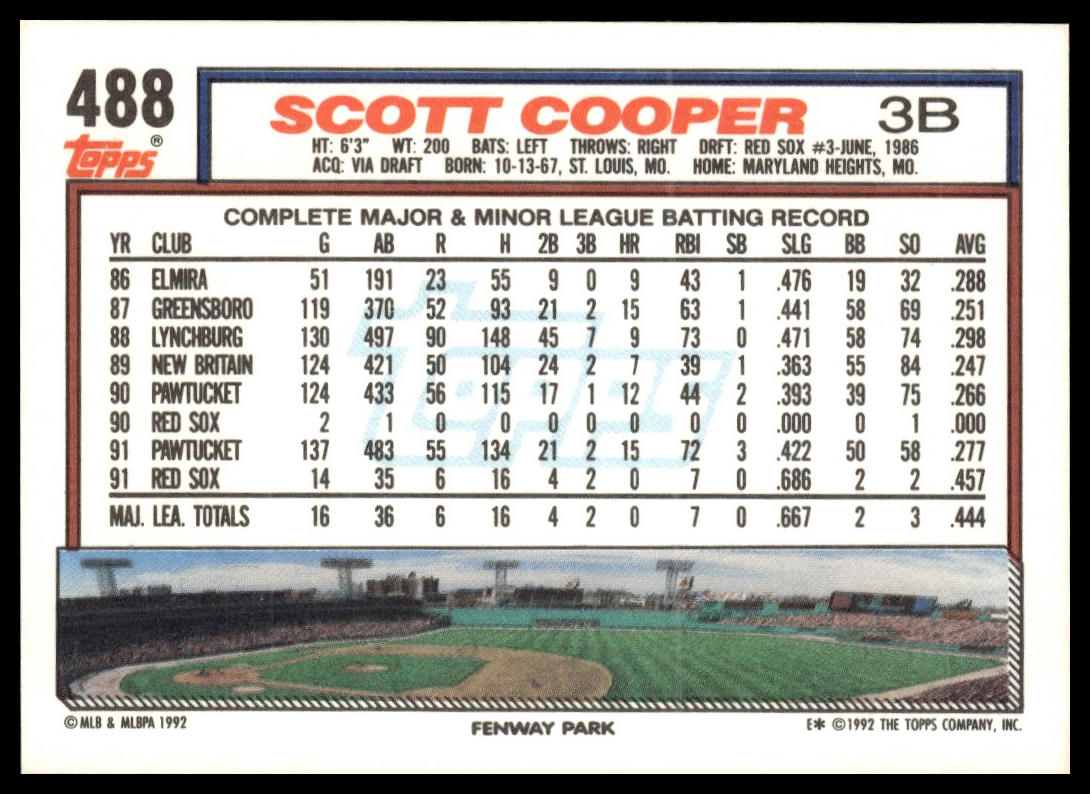 488
Topps®
SCOTT COOPER 3B
HT: 6'3" WT: 200 BATS: LEFT THROWS: RIGHT DRFT: RED SOX #3-JUNE, 1986
ACQ: VIA DRAFT BORN: 10-13-67, ST. LOUIS, MO. HOME: MARYLAND HEIGHTS, MO.
COMPLETE MAJOR & MINOR LEAGUE BATTING RECORD
YR CLUB G AB R H 2B 3B HR RBI SB SLG BB SO AVG
86 ELMIRA 51 191 23 55 9 0 9 43 1 .476 19 32 .288
87 GREENSBORO 119 370 52 93 21 2 15 63 1 .441 58 69 .251
88 LYNCHBURG 130 497 90 148 45 7 9 73 0 .471 58 74 .298
89 NEW BRITAIN 124 421 50 104 24 2 7 39 1 .363 55 84 .247
90 PAWTUCKET 124 433 56 115 17 1 12 44 2 .393 39 75 .266
90 RED SOX 2 1 0 0 0 0 0 0 0 .000 0 1 .000
91 PAWTUCKET 137 483 55 134 21 2 15 72 3 .422 50 58 .277
91 RED SOX 14 35 6 16 4 2 0 7 0 .686 2 2 .457
MAJ. LEA. TOTALS 16 36 6 16 4 2 0 7 0 .667 2 3 .444
Topps
© MLB & MLBPA 1992
FENWAY PARK
E* © 1992 THE TOPPS COMPANY, INC.